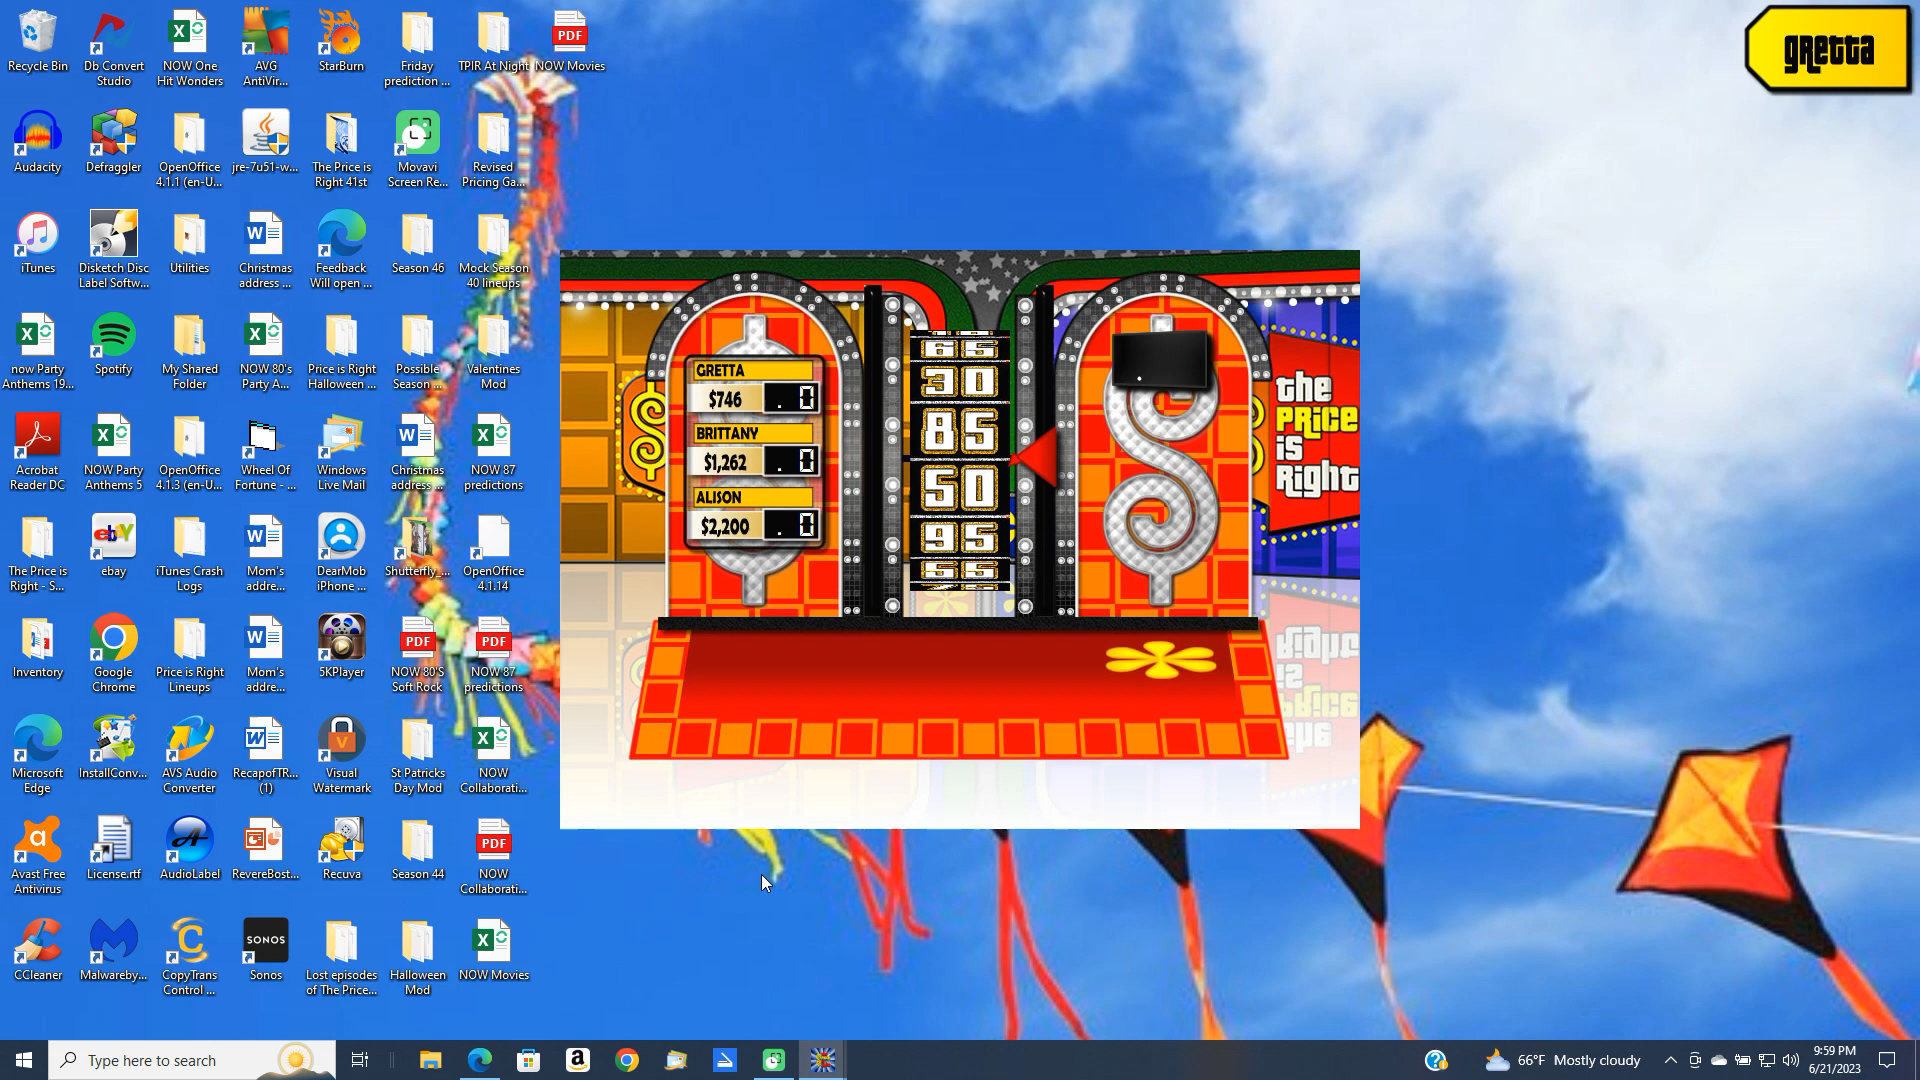 Recycle Bin
Db Convert
Studio
NOW One
Hit Wonders
AVG
AntiVir...
StarBurn
Friday
prediction ...
TPIR At Night
PDF
NOW Movies
gretta
Audacity
Defraggler
OpenOffice
4.1.1 (en-U...
jre-7u51-w...
The Price is
Right 41st
Movavi
Screen Re...
Revised
Pricing Ga...
iTunes
Disketch Disc
Label Softw...
Utilities
Christmas
address ...
Feedback
Will open ...
Season 46
Mock Season
40 lineups
now Party
Anthems 19...
Spotify
My Shared
Folder
NOW 80's
Party A...
Price is Right
Halloween ...
Possible
Season ...
Valentines
Mod
Acrobat
Reader DC
NOW Party
Anthems 5
OpenOffice
4.1.3 (en-U...
Wheel Of
Fortune - ...
Windows
Live Mail
Christmas
address ...
NOW 87
predictions
The Price is
Right - S...
ebay
ebay
iTunes Crash
Logs
Mom's
addre...
DearMob
iPhone ...
Shutterfly_...
OpenOffice
4.1.14
Inventory
Google
Chrome
Price is Right
Lineups
Mom's
addre...
5KPlayer
PDF
NOW 80'S
Soft Rock
PDF
NOW 87
predictions
Microsoft
Edge
InstallConv...
AVS Audio
Converter
RecapofTR...
(1)
Visual
Watermark
St Patricks
Day Mod
NOW
Collaborati...
Avast Free
Antivirus
License.rtf
AudioLabel
RevereBost...
Recuva
Season 44
PDF
NOW
Collaborati...
CCleaner
Malwareby...
CopyTrans
Control ...
SONOS
Sonos
Lost episodes
of The Price...
Halloween
Mod
NOW Movies
GRETTA
$746 . 0
BRITTANY
$1,262 . 0
ALISON
$2,200 . 0
65
30
85
50
95
55
the
PRICE
is
Right
Type here to search
66°F Mostly cloudy
9:59 PM
6/21/2023